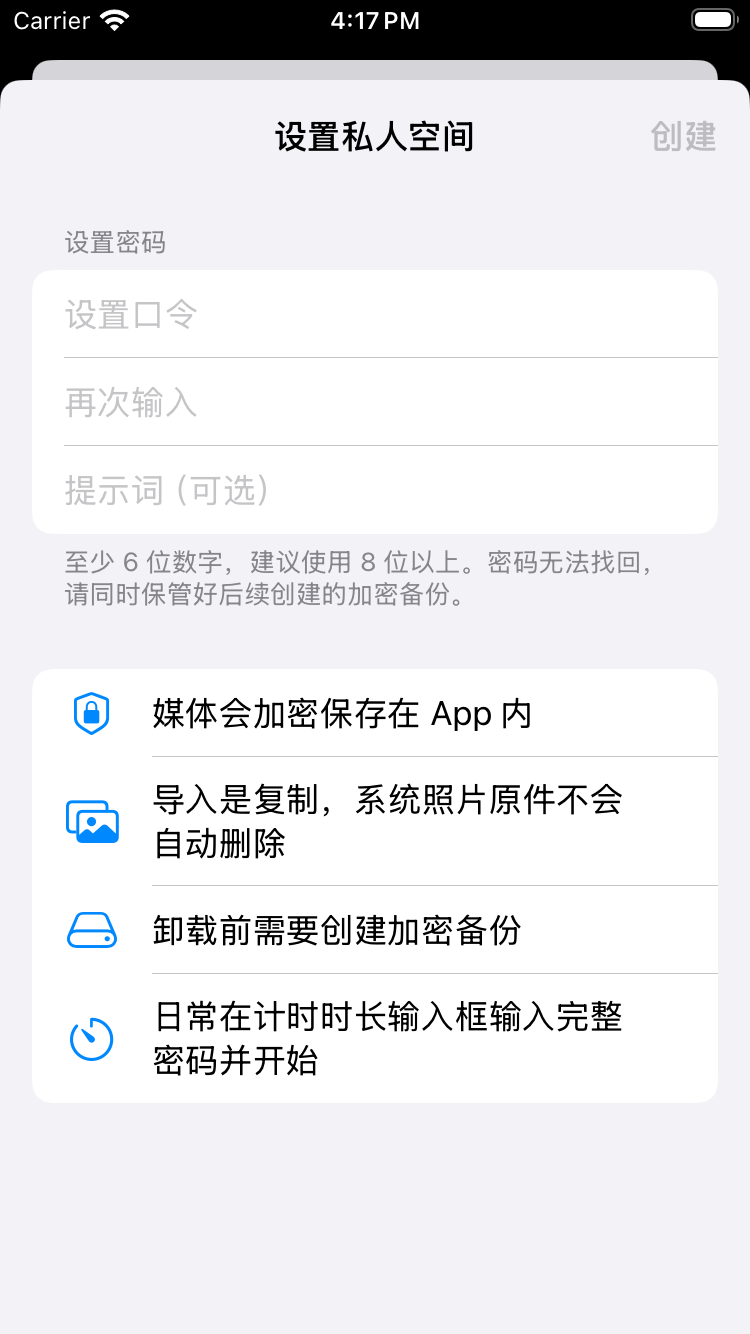 Carrier 4:17 PM
设置私人空间 创建
设置密码
设置口令
再次输入
提示词（可选）
至少 6 位数字，建议使用 8 位以上。密码无法找回，
请同时保管好后续创建的加密备份。
媒体会加密保存在 App 内
导入是复制，系统照片原件不会
自动删除
卸载前需要创建加密备份
日常在计时时长输入框输入完整
密码并开始